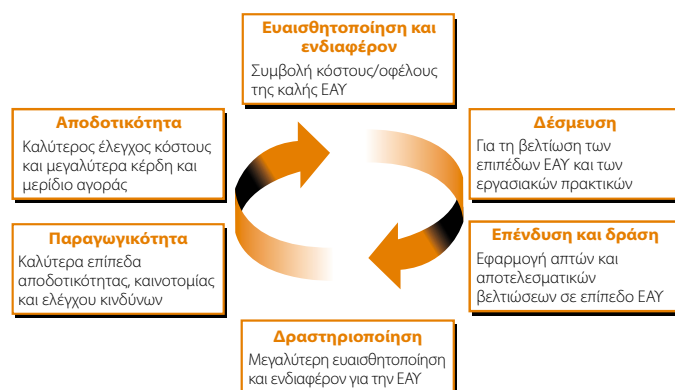 Ευαισθητοποίηση και
ενδιαφέρον
Συμβολή κόστους/οφέλους
της καλής ΕΑΥ
Δέσμευση
Για τη βελτίωση των
επιπέδων ΕΑΥ και των
εργασιακών πρακτικών
Επένδυση και δράση
Εφαρμογή απτών και
αποτελεσματικών
βελτιώσεων σε επίπεδο ΕΑΥ
Δραστηριοποίηση
Μεγαλύτερη ευαισθητοποίηση
και ενδιαφέρον για την ΕΑΥ
Παραγωγικότητα
Καλύτερα επίπεδα
αποδοτικότητας, καινοτομίας
και ελέγχου κινδύνων
Αποδοτικότητα
Καλύτερος έλεγχος κόστους
και μεγαλύτερα κέρδη και
μερίδιο αγοράς